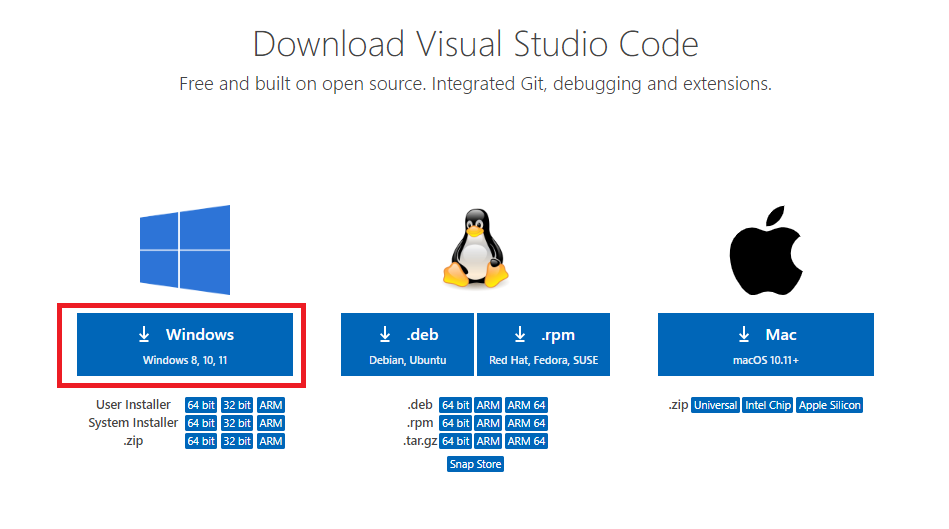 Download Visual Studio Code
Free and built on open source. Integrated Git, debugging and extensions.
Windows
Windows 8, 10, 11
User Installer 64 bit 32 bit ARM
System Installer 64 bit 32 bit ARM
.zip 64 bit 32 bit ARM
.deb
Debian, Ubuntu
.rpm
Red Hat, Fedora, SUSE
.deb 64 bit ARM ARM 64
.rpm 64 bit ARM ARM 64
.tar.gz 64 bit ARM ARM 64
Snap Store
Mac
macOS 10.11+
.zip Universal Intel Chip Apple Silicon